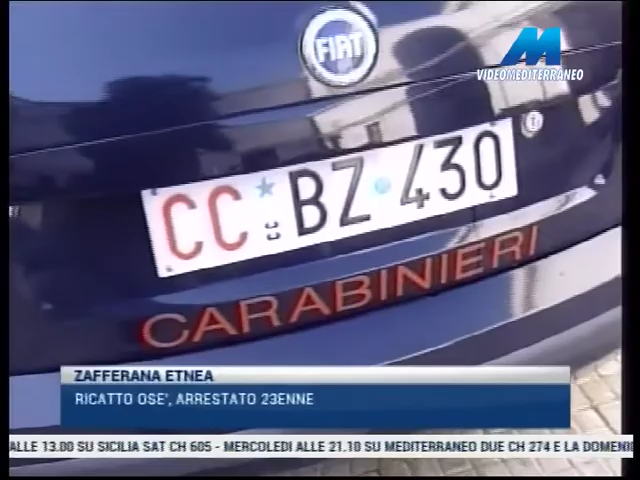 FIAT
M
VIDEOMEDITERRANEO
CC BZ 430
CARABINIERI
ZAFFERANA ETNEA
RICATTO OSE', ARRESTATO 23ENNE
ALLE 13.00 SU SICILIA SAT CH 605 - MERCOLEDI ALLE 21.10 SU MEDITERRANEO DUE CH 274 E LA DOMENI